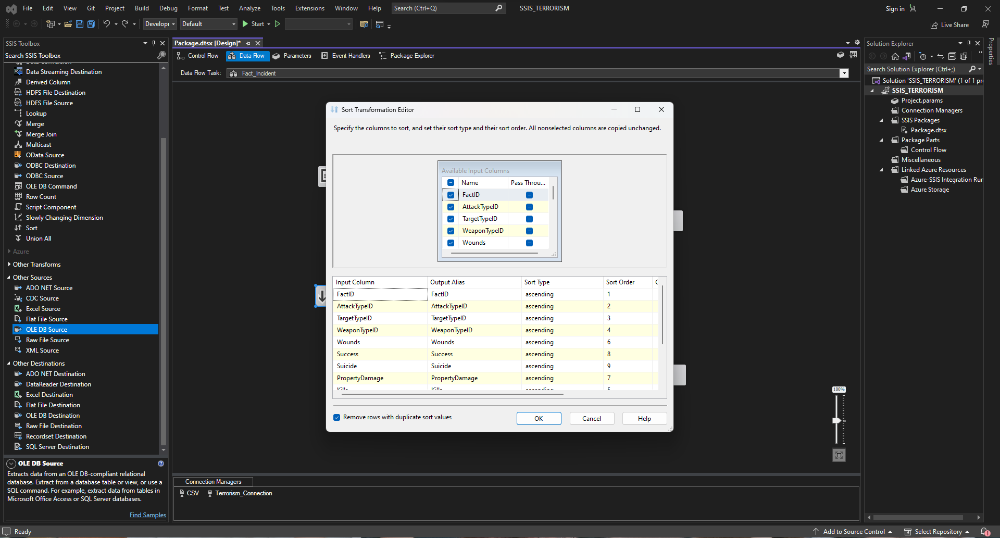 File Edit View Git Project Build Debug Format Test Analyze Tools Extensions Window Help Search (Ctrl+Q) SSIS_TERRORISM Sign in
Developı Default Start Live Share
SSIS Toolbox
Search SSIS Toolbox
Data Streaming Destination
Derived Column
HDFS File Destination
HDFS File Source
Lookup
Merge
Merge Join
Multicast
OData Source
ODBC Destination
ODBC Source
OLE DB Command
Row Count
Script Component
Slowly Changing Dimension
Sort
Union All
Azure
Other Transforms
Other Sources
ADO NET Source
CDC Source
Excel Source
Flat File Source
OLE DB Source
Raw File Source
XML Source
Other Destinations
ADO NET Destination
DataReader Destination
Excel Destination
Flat File Destination
OLE DB Destination
Raw File Destination
Recordset Destination
SQL Server Destination
OLE DB Source
Extracts data from an OLE DB-compliant relational
database. Extract from a database table or view, or use a
SQL command. For example, extract data from tables in
Microsoft Office Access or SQL Server databases.
Find Samples
Package.dtsx [Design]*
Control Flow Data Flow Parameters Event Handlers Package Explorer
Data Flow Task: Fact_Incident
Sort Transformation Editor
Specify the columns to sort, and set their sort type and their sort order. All nonselected columns are copied unchanged.
Available Input Columns
Name Pass Throu...
FactID
AttackTypeID
TargetTypeID
WeaponTypeID
Wounds
Input Column Output Alias Sort Type Sort Order
FactID FactID ascending 1
AttackTypeID AttackTypeID ascending 2
TargetTypeID TargetTypeID ascending 3
WeaponTypeID WeaponTypeID ascending 4
Wounds Wounds ascending 6
Success Success ascending 8
Suicide Suicide ascending 9
PropertyDamage PropertyDamage ascending 7
Kills Kills ascending 5
Remove rows with duplicate sort values OK Cancel Help
100%
Connection Managers
CSV Terrorism_Connection
Solution Explorer
Search Solution Explorer (Ctrl+;)
Solution 'SSIS_TERRORISM' (1 of 1 pr
SSIS_TERRORISM
Project.params
Connection Managers
SSIS Packages
Package.dtsx
Package Parts
Control Flow
Miscellaneous
Linked Azure Resources
Azure-SSIS Integration Run
Azure Storage
Properties
Ready Add to Source Control Select Repository 1